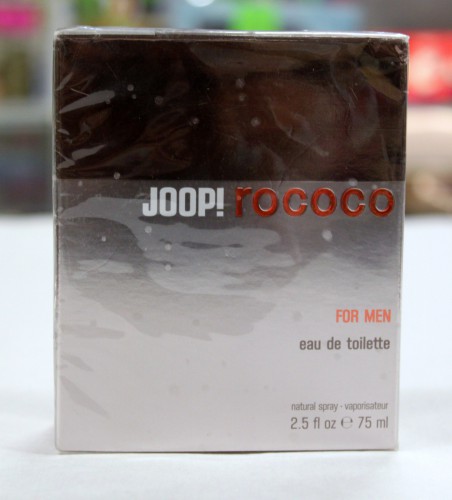 JOOP! rococo
FOR MEN
eau de toilette
natural spray - vaporisateur
2.5 fl oz ℮ 75 ml